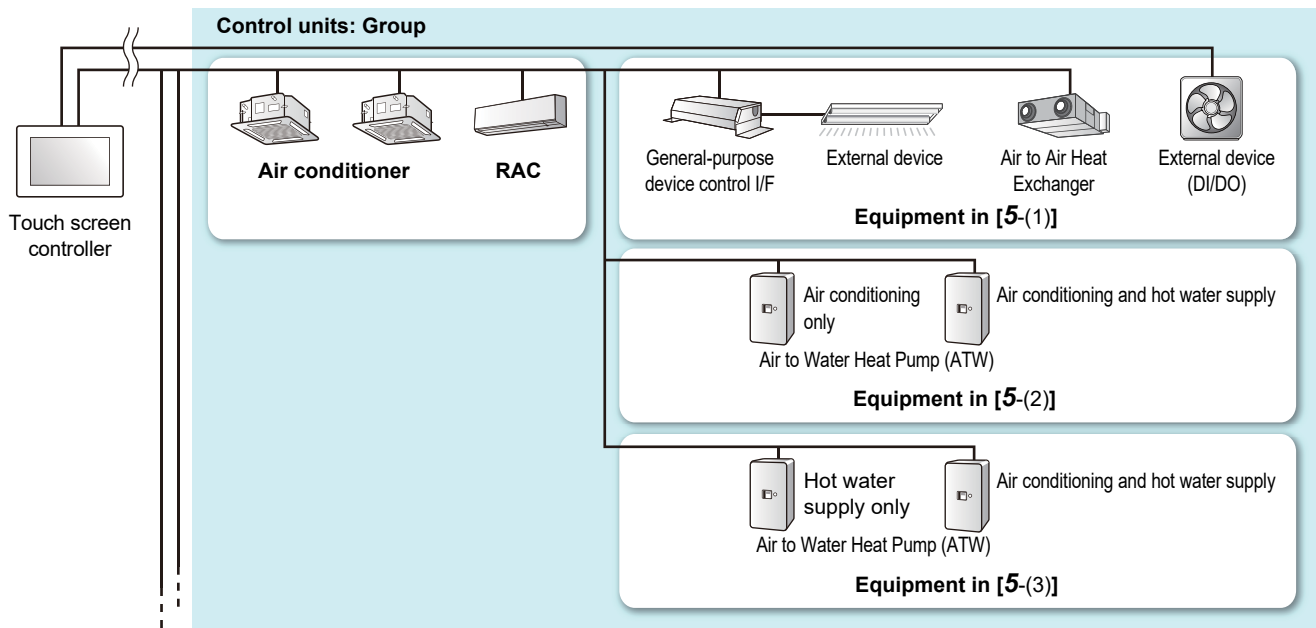 Control units: Group
Touch screen
controller
Air conditioner
RAC
General-purpose
device control I/F
External device
Air to Air Heat
Exchanger
External device
(DI/DO)
Equipment in [5-(1)]
Air conditioning
only
Air conditioning and hot water supply
Air to Water Heat Pump (ATW)
Equipment in [5-(2)]
Hot water
supply only
Air conditioning and hot water supply
Air to Water Heat Pump (ATW)
Equipment in [5-(3)]